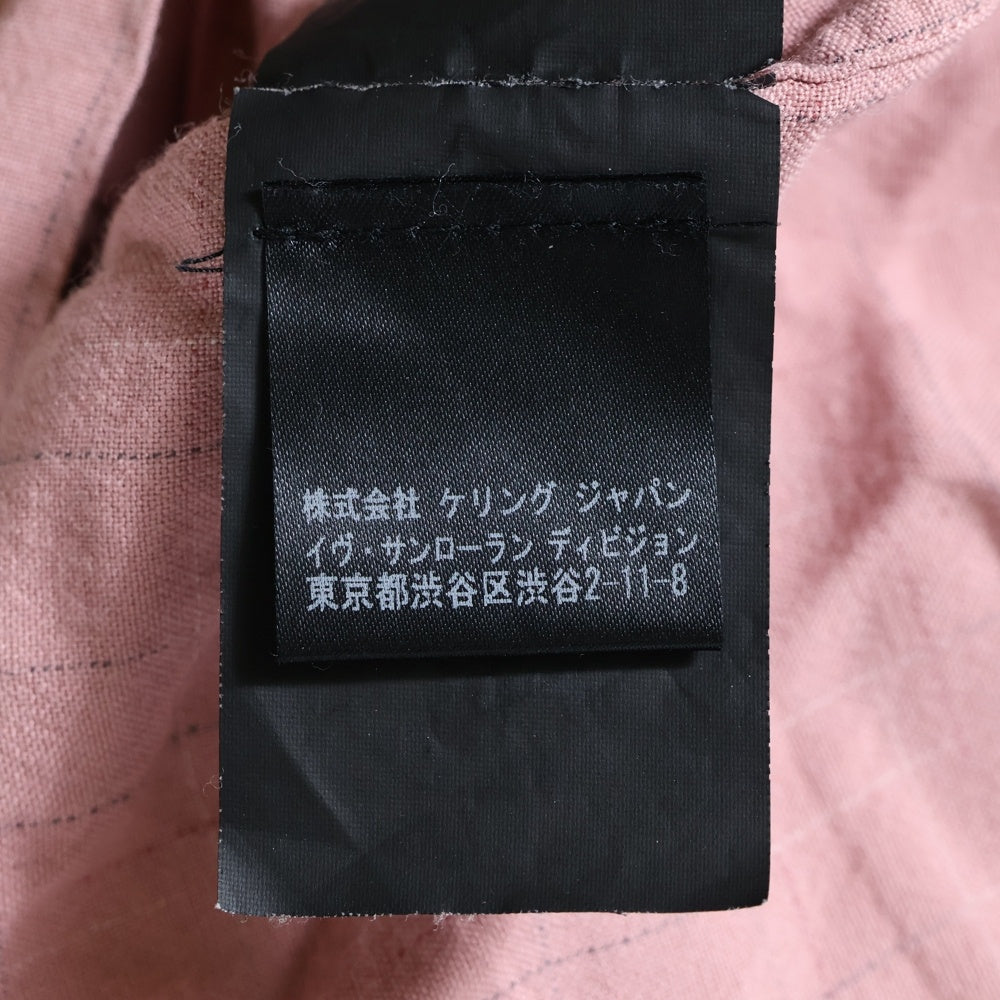 株式会社 ケリング ジャパン
イヴ・サンローラン ディビジョン
東京都渋谷区渋谷2-11-8